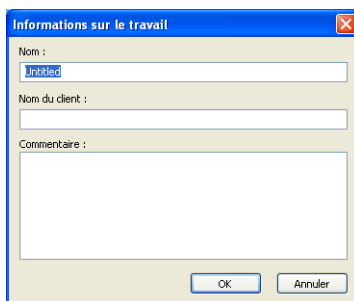 Informations sur le travail
Nom :
Untitled
Nom du client :
Commentaire :
OK Annuler